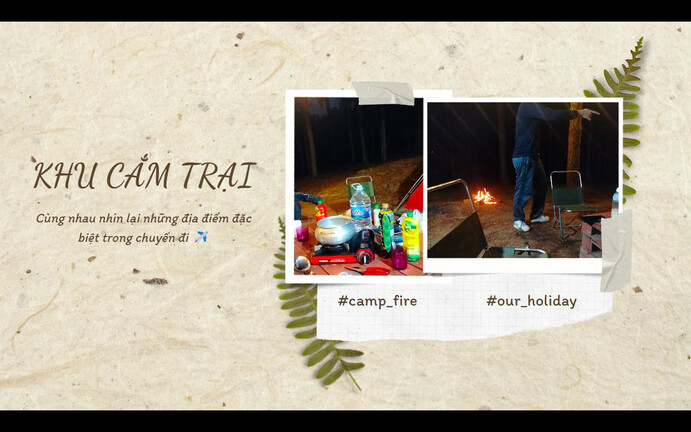 KHU CẮM TRẠI
Cùng nhau nhìn lại những địa điểm đặc
biệt trong chuyến đi ✈️
#camp_fire
#our_holiday